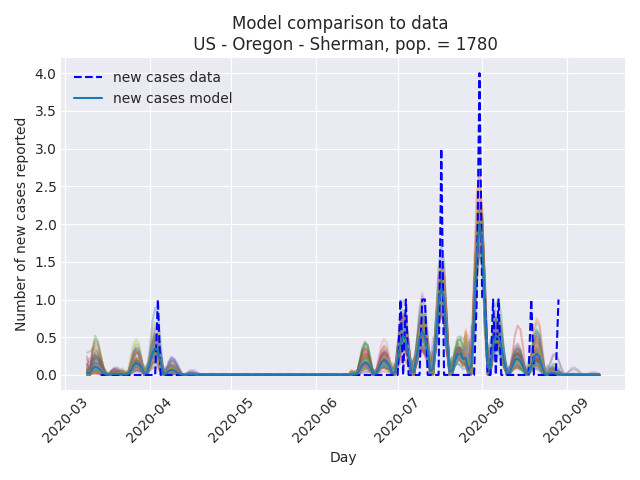 Model comparison to data
US - Oregon - Sherman, pop. = 1780
new cases data
new cases model
Number of new cases reported
4.0
3.5
3.0
2.5
2.0
1.5
1.0
0.5
0.0
2020-03
2020-04
2020-05
2020-06
2020-07
2020-08
2020-09
Day